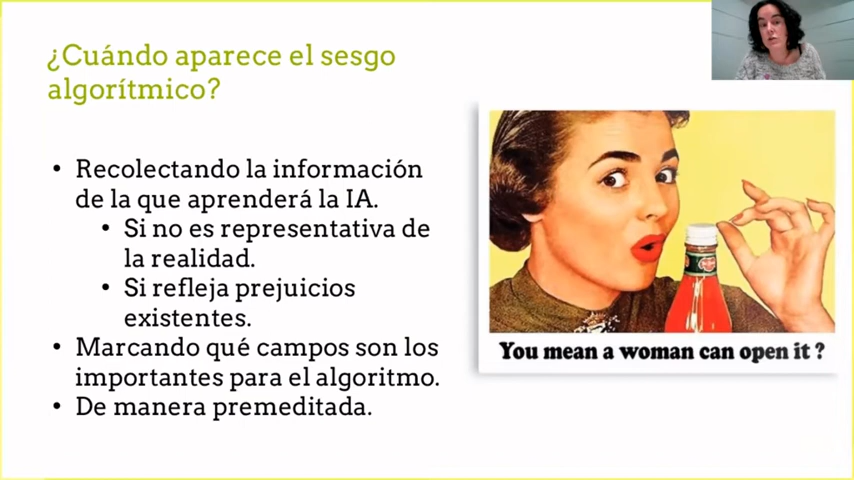 ¿Cuándo aparece el sesgo
algorítmico?
• Recolectando la información
de la que aprenderá la IA.
• Si no es representativa de
la realidad.
• Si refleja prejuicios
existentes.
• Marcando qué campos son los
importantes para el algoritmo.
• De manera premeditada.
You mean a woman can open it ?